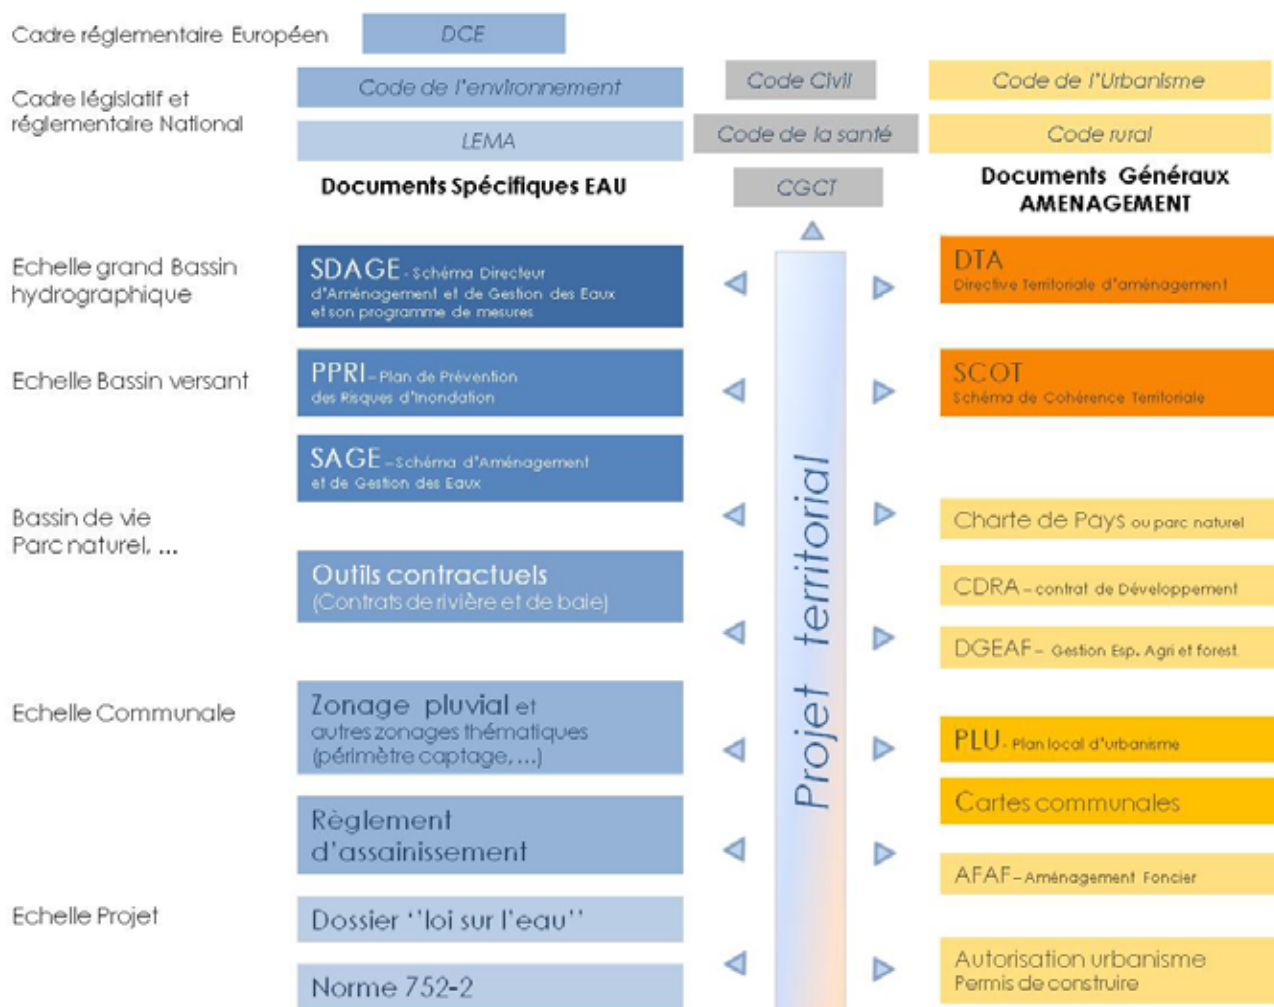 Cadre réglementaire Européen
DCE
Cadre législatif et
réglementaire National
Code de l'environnement
Code Civil
Code de l'Urbanisme
LEMA
Code de la santé
Code rural
Documents Spécifiques EAU
CGCT
Documents Généraux
AMENAGEMENT
Echelle grand Bassin
hydrographique
SDAGE - Schéma Directeur
d'Aménagement et de Gestion des Eaux
et son programme de mesures
DTA
Directive Territoriale d'aménagement
Echelle Bassin versant
PPRI – Plan de Prévention
des Risques d'Inondation
SCOT
Schéma de Cohérence Territoriale
SAGE – Schéma d'Aménagement
et de Gestion des Eaux
Bassin de vie
Parc naturel, ...
Charte de Pays ou parc naturel
Outils contractuels
(Contrats de rivière et de baie)
CDRA – contrat de Développement
DGEAF – Gestion Esp. Agri et forest.
Projet territorial
Echelle Communale
Zonage pluvial et
autres zonages thématiques
(périmètre captage, ...)
PLU - Plan local d'urbanisme
Cartes communales
Règlement
d'assainissement
AFAF – Aménagement Foncier
Echelle Projet
Dossier ''loi sur l'eau''
Norme 752-2
Autorisation urbanisme
Permis de construire